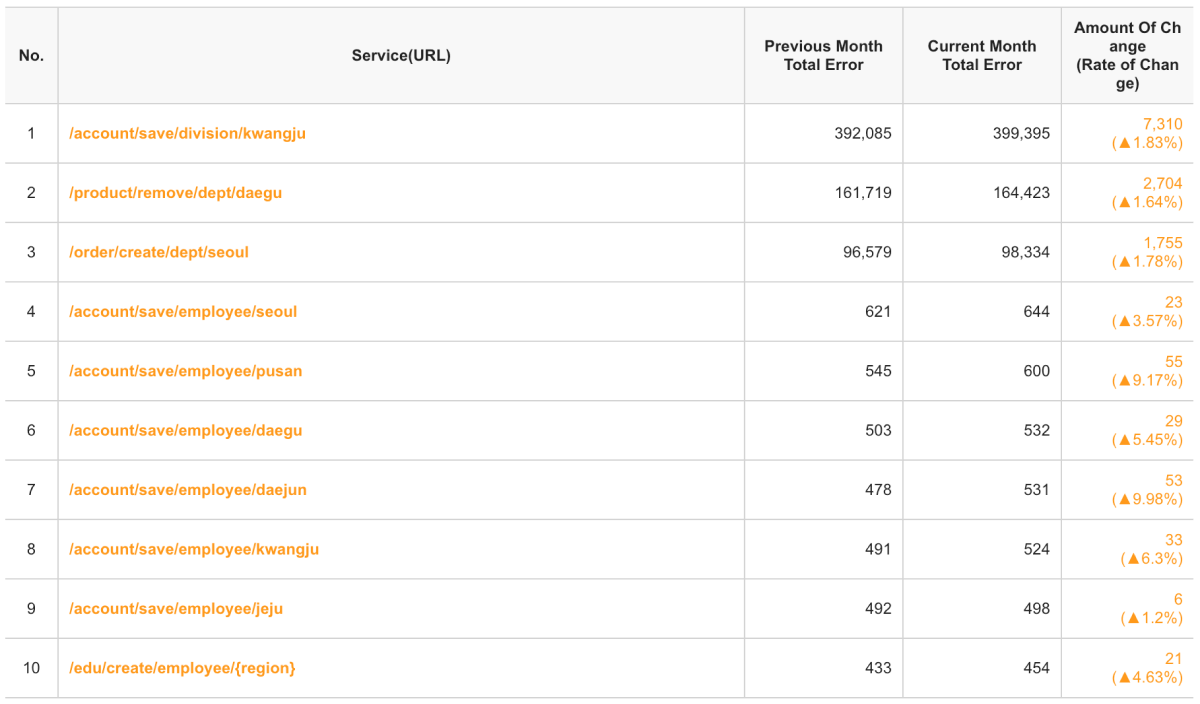 No.
Service(URL)
Previous Month
Total Error
Current Month
Total Error
Amount Of Ch
ange
(Rate of Chan
ge)
1
/account/save/division/kwangju
392,085
399,395
7,310
(▲1.83%)
2
/product/remove/dept/daegu
161,719
164,423
2,704
(▲1.64%)
3
/order/create/dept/seoul
96,579
98,334
1,755
(▲1.78%)
4
/account/save/employee/seoul
621
644
23
(▲3.57%)
5
/account/save/employee/pusan
545
600
55
(▲9.17%)
6
/account/save/employee/daegu
503
532
29
(▲5.45%)
7
/account/save/employee/daejun
478
531
53
(▲9.98%)
8
/account/save/employee/kwangju
491
524
33
(▲6.3%)
9
/account/save/employee/jeju
492
498
6
(▲1.2%)
10
/edu/create/employee/{region}
433
454
21
(▲4.63%)